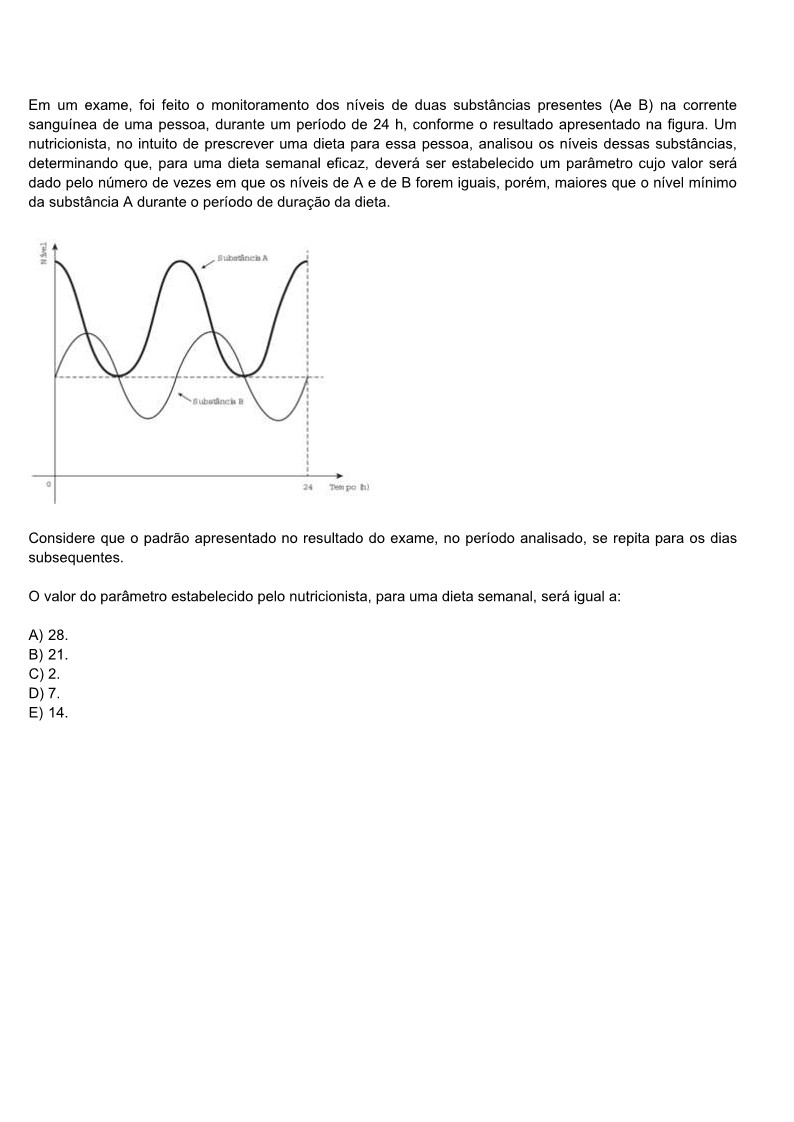 Em um exame, foi feito o monitoramento dos níveis de duas substâncias presentes (Ae B) na corrente
sanguínea de uma pessoa, durante um período de 24 h, conforme o resultado apresentado na figura. Um
nutricionista, no intuito de prescrever uma dieta para essa pessoa, analisou os níveis dessas substâncias,
determinando que, para uma dieta semanal eficaz, deverá ser estabelecido um parâmetro cujo valor será
dado pelo número de vezes em que os níveis de A e de B forem iguais, porém, maiores que o nível mínimo
da substância A durante o período de duração da dieta.
Nível
Substância A
Substância B
0
24
Tempo (h)
Considere que o padrão apresentado no resultado do exame, no período analisado, se repita para os dias
subsequentes.
O valor do parâmetro estabelecido pelo nutricionista, para uma dieta semanal, será igual a:
A) 28.
B) 21.
C) 2.
D) 7.
E) 14.